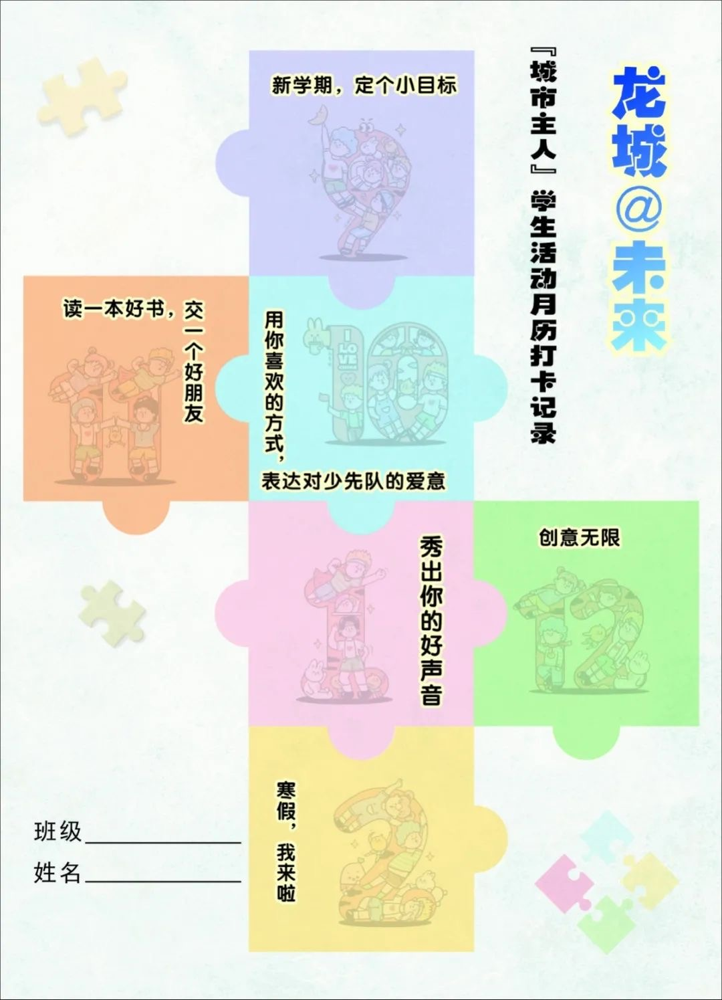 龙城@未来
『城市主人』学生活动月历打卡记录
新学期，定个小目标
读一本好书，
交一个好朋友
用你喜欢的方式，
表达对少先队的爱意
I
LO
VE
CHINA
秀出你的好声音
创意无限
寒假，我来啦
班级
姓名